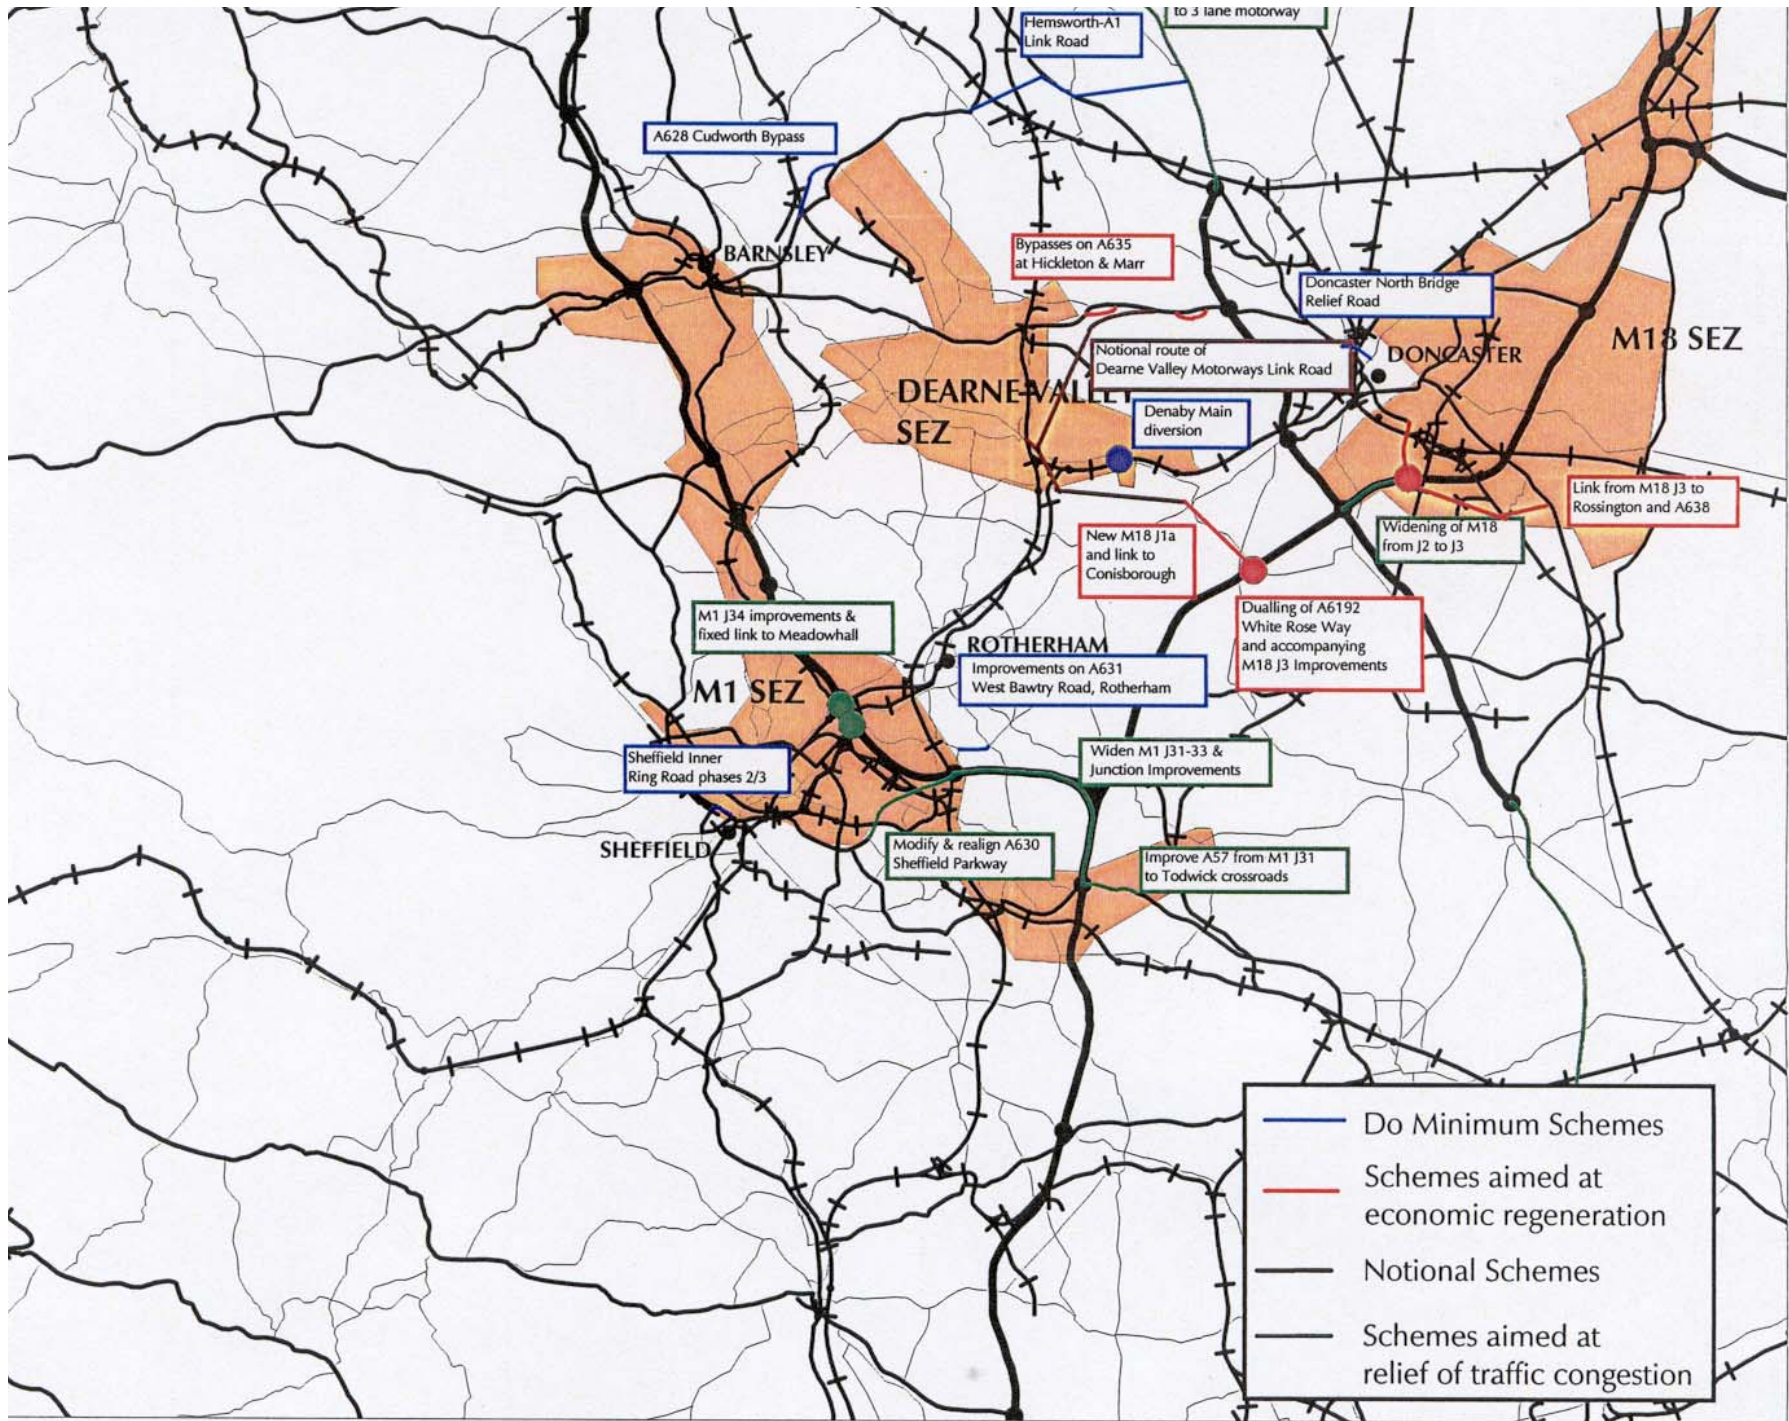 to 3 lane motorway
Hemsworth-A1
Link Road
A628 Cudworth Bypass
BARNSLEY
Bypasses on A635
at Hickleton & Marr
Doncaster North Bridge
Relief Road
M18 SEZ
Notional route of
Dearne Valley Motorways Link Road
DONCASTER
DEARNE VALLEY
SEZ
Denaby Main
diversion
Link from M18 J3 to
Rossington and A638
Widening of M18
from J2 to J3
New M18 J1a
and link to
Conisborough
M1 J34 improvements &
fixed link to Meadowhall
Dualling of A6192
White Rose Way
and accompanying
M18 J3 Improvements
ROTHERHAM
Improvements on A631
West Bawtry Road, Rotherham
M1 SEZ
Sheffield Inner
Ring Road phases 2/3
Widen M1 J31-33 &
Junction Improvements
SHEFFIELD
Modify & realign A630
Sheffield Parkway
Improve A57 from M1 J31
to Todwick crossroads
Do Minimum Schemes
Schemes aimed at
economic regeneration
Notional Schemes
Schemes aimed at
relief of traffic congestion